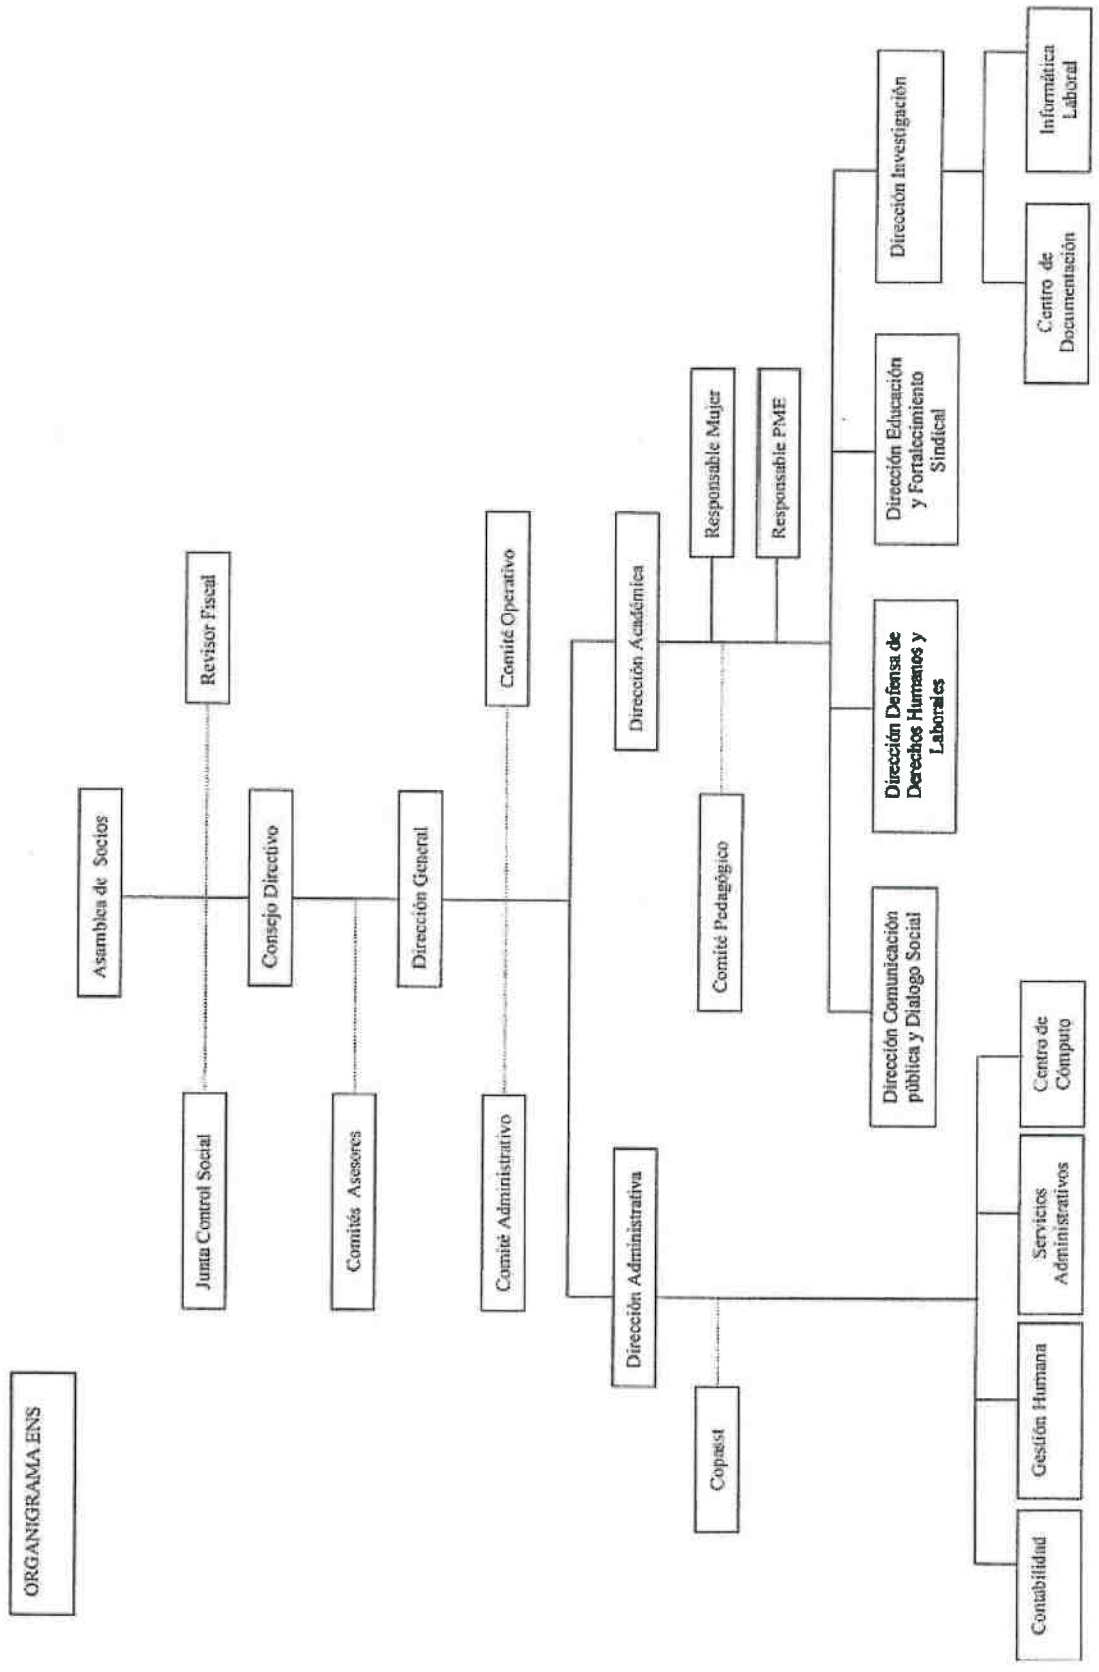 ORGANIGRAMA ENS
Asamblea de Socios
Junta Control Social
Revisor Fiscal
Consejo Directivo
Comités Asesores
Dirección General
Comité Administrativo
Comité Operativo
Dirección Administrativa
Dirección Académica
Copasst
Comité Pedagógico
Responsable Mujer
Responsable PME
Dirección Comunicación
pública y Dialogo Social
Dirección Defensa de
Derechos Humanos y
Laborales
Dirección Educación
y Fortalecimiento
Sindical
Dirección Investigación
Contabilidad
Gestión Humana
Servicios
Administrativos
Centro de
Cómputo
Centro de
Documentación
Informática
Laboral